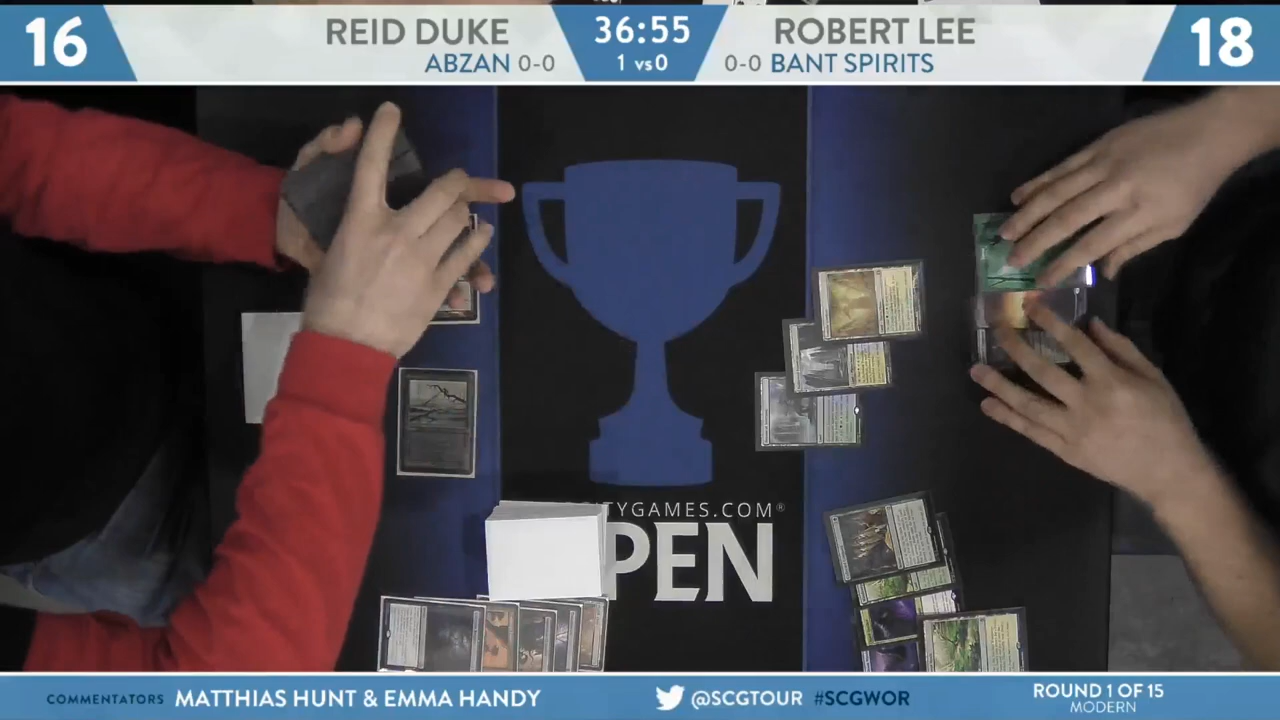 16
REID DUKE
ABZAN 0-0
36:55
1 vs 0
ROBERT LEE
0-0 BANT SPIRITS
18
ITYGAMES.COM®
PEN
COMMENTATORS MATTHIAS HUNT & EMMA HANDY
@SCGTOUR #SCGWOR
ROUND 1 OF 15
MODERN